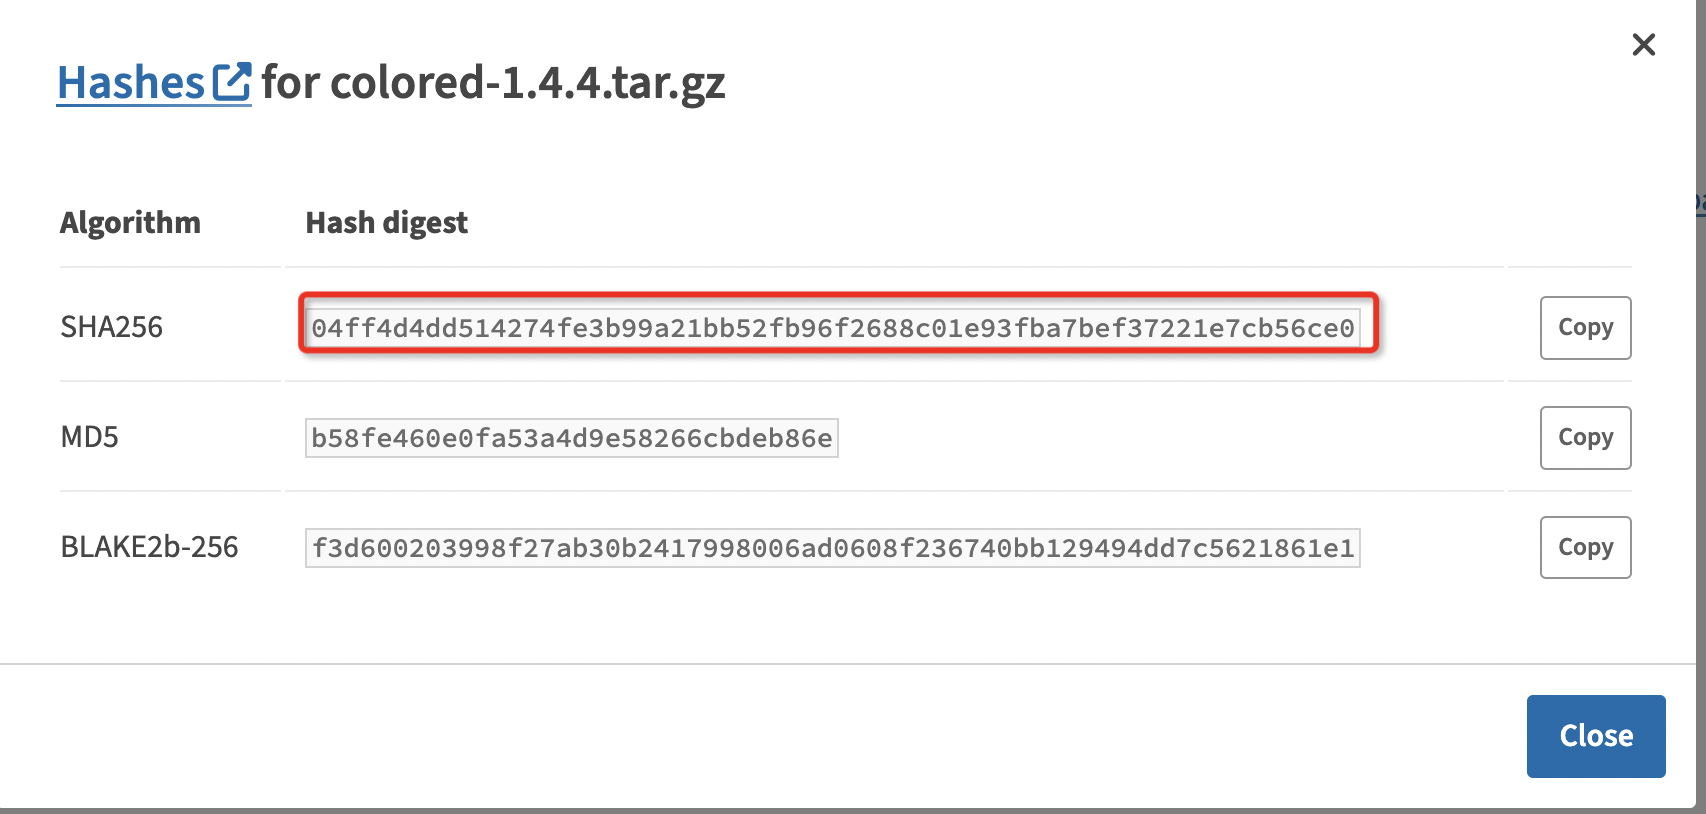 Hashes for colored-1.4.4.tar.gz
Algorithm Hash digest
SHA256 04ff4d4dd514274fe3b99a21bb52fb96f2688c01e93fba7bef37221e7cb56ce0 Copy
MD5 b58fe460e0fa53a4d9e58266cbdeb86e Copy
BLAKE2b-256 f3d600203998f27ab30b2417998006ad0608f236740bb129494dd7c5621861e1 Copy
Close